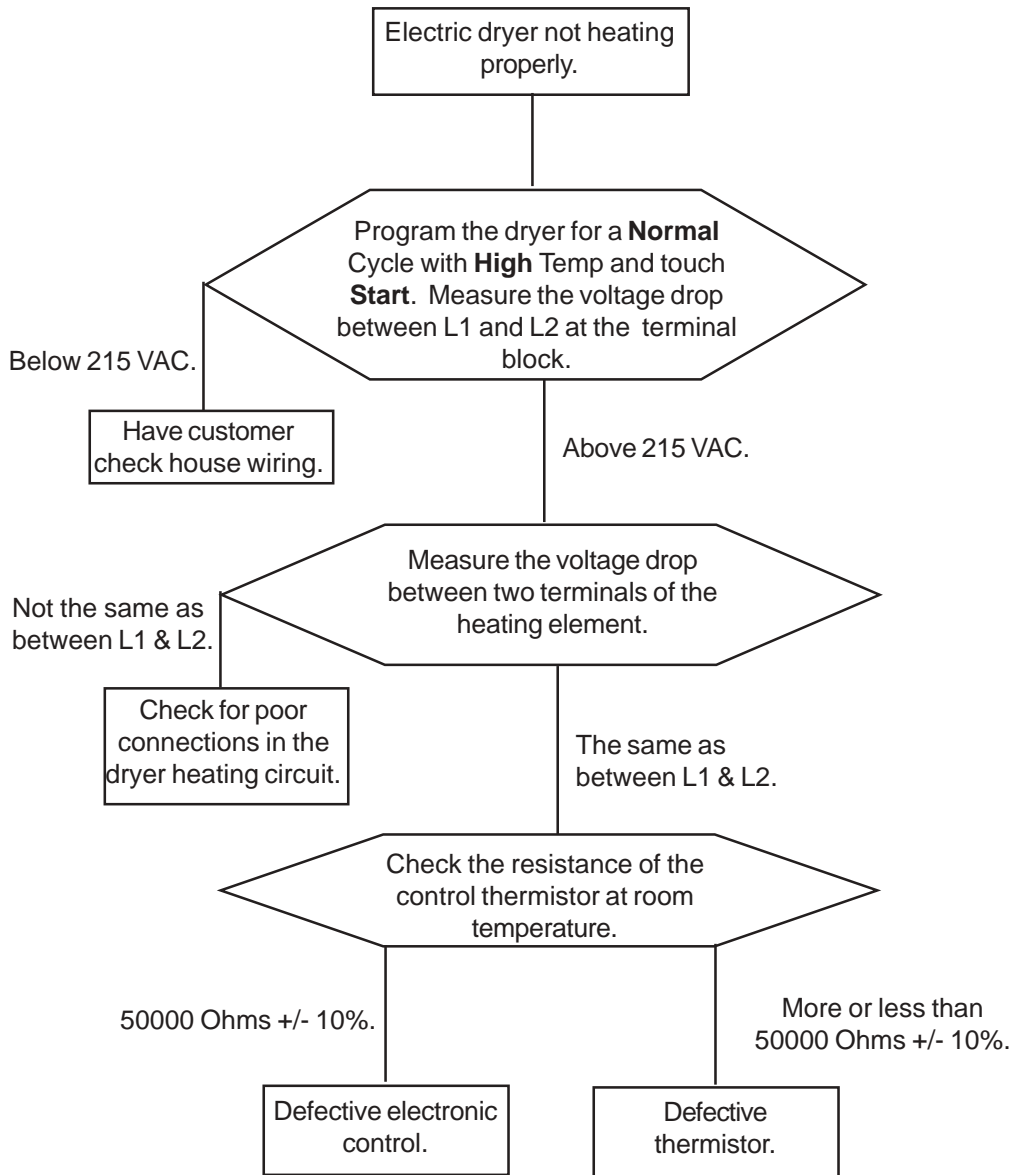 Electric dryer not heating
properly.
Program the dryer for a Normal
Cycle with High Temp and touch
Start.  Measure the voltage drop
between L1 and L2 at the  terminal
block.
Below 215 VAC.
Have customer
check house wiring.
Above 215 VAC.
Measure the voltage drop
between two terminals of the
heating element.
Not the same as
between L1 & L2.
Check for poor
connections in the
dryer heating circuit.
The same as
between L1 & L2.
Check the resistance of the
control thermistor at room
temperature.
50000 Ohms +/- 10%.
More or less than
50000 Ohms +/- 10%.
Defective electronic
control.
Defective
thermistor.